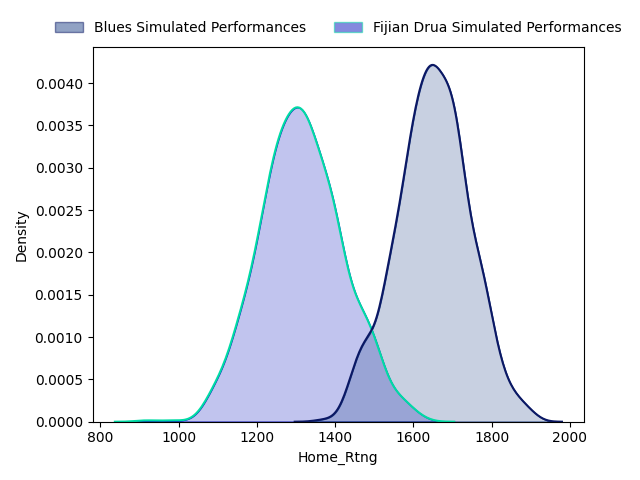 Blues Simulated Performances Fijian Drua Simulated Performances
0.0040
0.0035
0.0030
0.0025
0.0020
0.0015
0.0010
0.0005
0.0000
Density
800 1000 1200 1400 1600 1800 2000
Home_Rtng